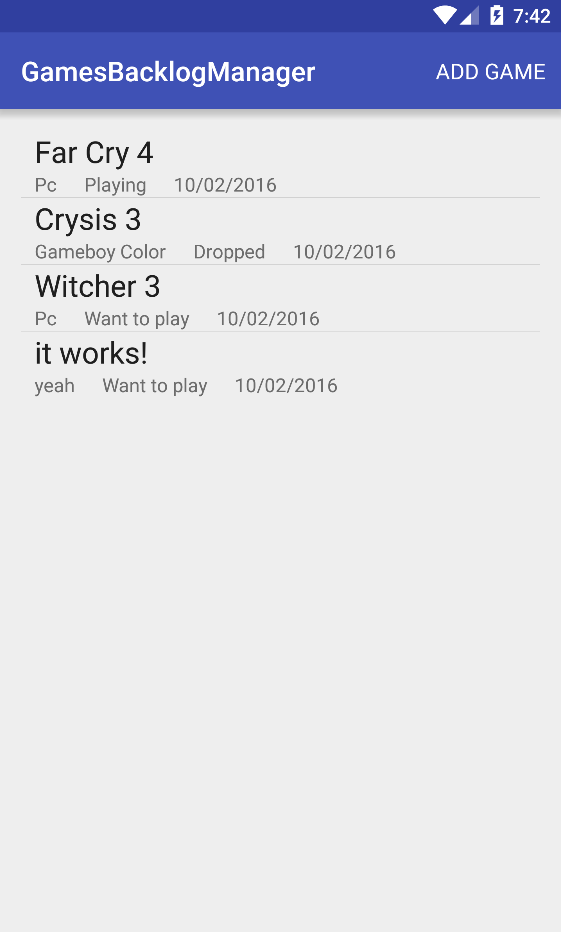 7:42
GamesBacklogManager ADD GAME
Far Cry 4
Pc Playing 10/02/2016
Crysis 3
Gameboy Color Dropped 10/02/2016
Witcher 3
Pc Want to play 10/02/2016
it works!
yeah Want to play 10/02/2016